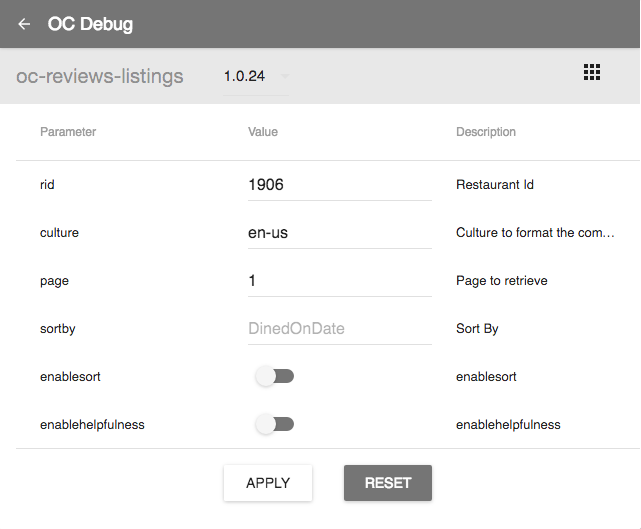 OC Debug
oc-reviews-listings 1.0.24
Parameter Value Description
rid 1906 Restaurant Id
culture en-us Culture to format the com…
page 1 Page to retrieve
sortby DinedOnDate Sort By
enablesort enablesort
enablehelpfulness enablehelpfulness
APPLY RESET